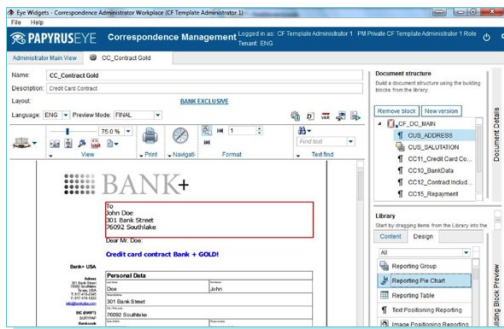 Eye Widgets - Correspondence Administrator Workplace (CF Template Administrator 1)
File Help
PAPYRUSEYE Correspondence Management Logged in as: CF Template Administrator 1 PM Private CF Template Administrator 1 Role
Tenant: ENG
Administrator Main View CC_Contract Gold
Name: CC_Contract Gold
Description: Credit Card Contract
Layout: BANK EXCLUSIVE
Language: ENG Preview Mode: FINAL
75.0 % 1 Find text
View Print Navigati Format Text find
BANK+
To
John Doe
301 Bank Street
76092 Southlake
Dear Mr. Doe:
Credit card contract Bank + GOLD!
Bank+ USA
Personal Data
Doe John
301 Bank Street
76092 Southlake
Document structure
Build a document structure using the building
blocks from the library.
Remove block New version
CF_DC_MAIN
CUS_ADDRESS
CUS_SALUTATION
CC11_Credit Card Co...
CC10_BankData
CC12_Contract Includ...
CC15_Repayment
Library
Start by dragging items from the Library into the
Content Design
All
Reporting Group
Reporting Pie Chart
Reporting Table
Text Positioning Reporting
Image Positioning Reporting
Document Details
Building Block Preview